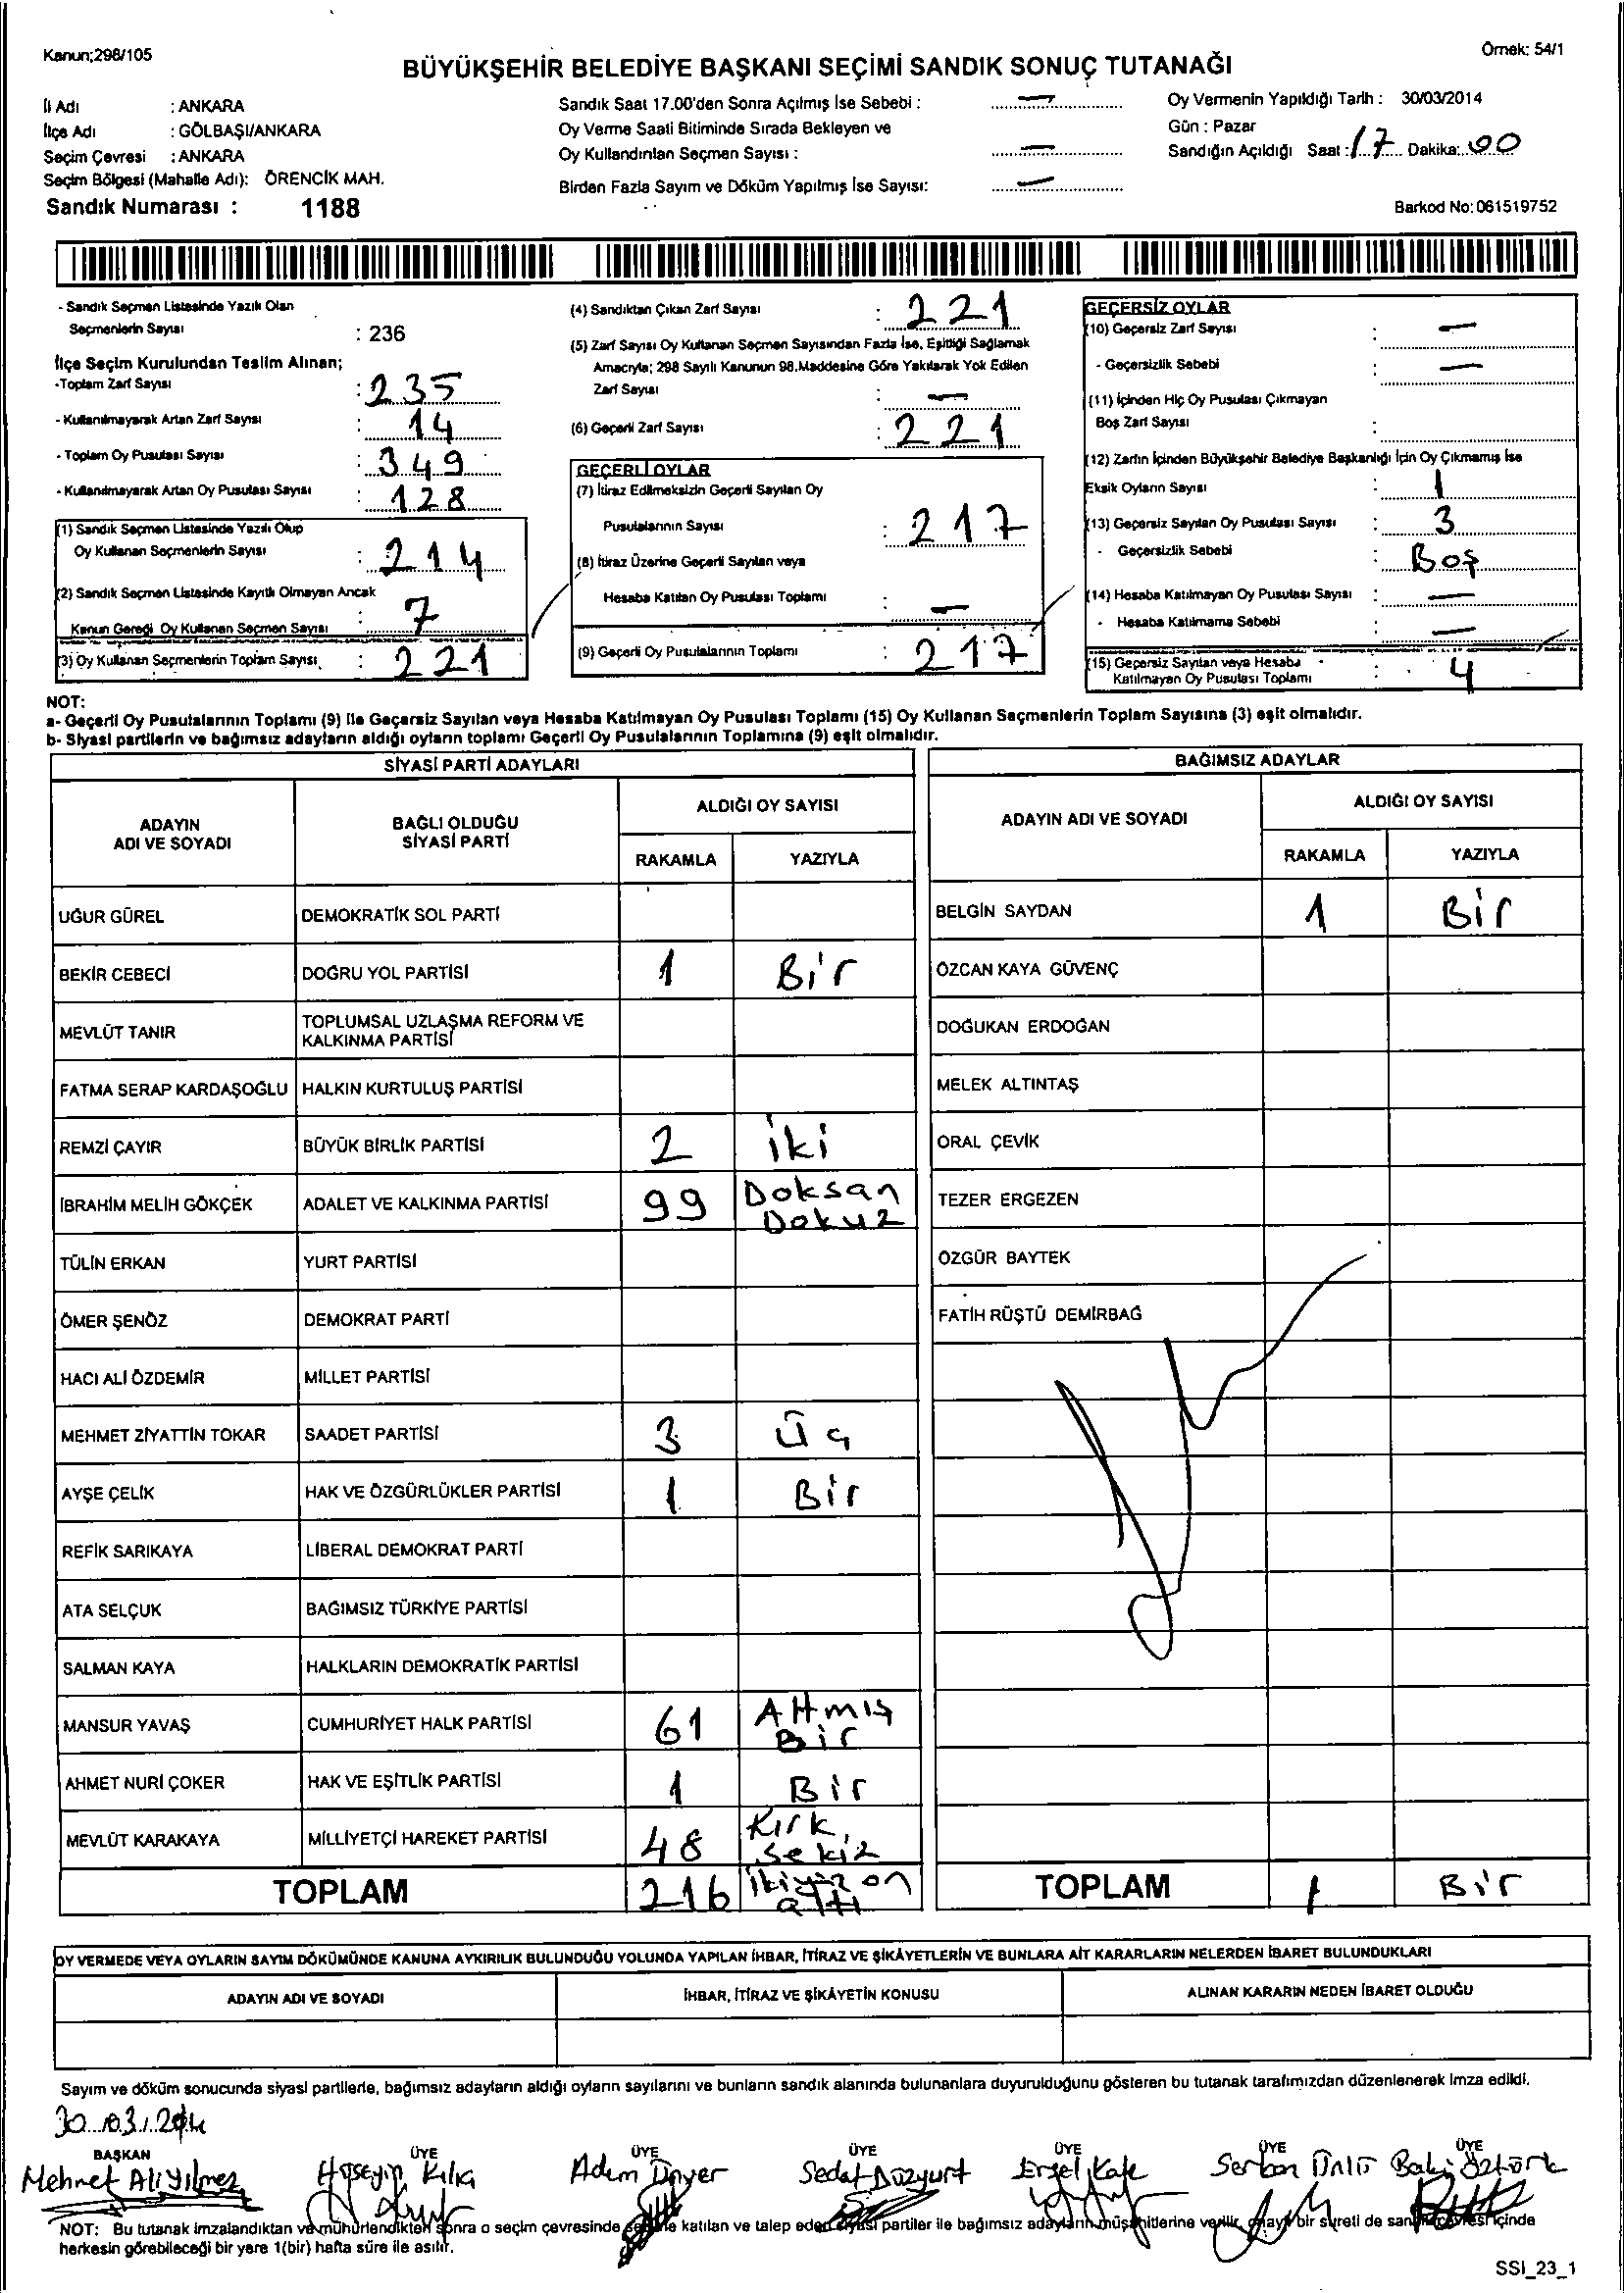 Kanun;298/105
Örnek: 54/1
BÜYÜKŞEHİR BELEDİYE BAŞKANI SEÇİMİ SANDIK SONUÇ TUTANAĞI
İl Adı : ANKARA
İlçe Adı : GÖLBAŞI/ANKARA
Seçim Çevresi : ANKARA
Seçim Bölgesi (Mahalle Adı): ÖRENCİK MAH.
Sandık Numarası : 1188
Sandık Saat 17.00'den Sonra Açılmış İse Sebebi : —
Oy Verme Saati Bitiminde Sırada Bekleyen ve
Oy Kullandırılan Seçmen Sayısı : —
Birden Fazla Sayım ve Döküm Yapılmış İse Sayısı: —
Oy Vermenin Yapıldığı Tarih : 30/03/2014
Gün : Pazar
Sandığın Açıldığı Saat : 17 Dakika: 00
Barkod No: 061519752
- Sandık Seçmen Listesinde Yazılı Olan
Seçmenlerin Sayısı : 236
İlçe Seçim Kurulundan Teslim Alınan;
-Toplam Zarf Sayısı : 235
- Kullanılmayarak Artan Zarf Sayısı : 14
- Toplam Oy Pusulası Sayısı : 349
- Kullanılmayarak Artan Oy Pusulası Sayısı : 128
(1) Sandık Seçmen Listesinde Yazılı Olup
Oy Kullanan Seçmenlerin Sayısı : 214
(2) Sandık Seçmen Listesinde Kayıtlı Olmayan Ancak
Kanun Gereği Oy Kullanan Seçmen Sayısı : 7
(3) Oy Kullanan Seçmenlerin Toplam Sayısı : 221
(4) Sandıktan Çıkan Zarf Sayısı : 221
(5) Zarf Sayısı Oy Kullanan Seçmen Sayısından Fazla İse, Eşitliği Sağlamak
Amacıyla; 298 Sayılı Kanunun 98.Maddesine Göre Yakılarak Yok Edilen
Zarf Sayısı : —
(6) Geçerli Zarf Sayısı : 221
GEÇERLİ OYLAR
(7) İtiraz Edilmeksizin Geçerli Sayılan Oy
Pusulalarının Sayısı : 217
(8) İtiraz Üzerine Geçerli Sayılan veya
Hesaba Katılan Oy Pusulası Toplamı : —
(9) Geçerli Oy Pusulalarının Toplamı : 217
GEÇERSİZ OYLAR
(10) Geçersiz Zarf Sayısı : —
- Geçersizlik Sebebi : —
(11) İçinden Hiç Oy Pusulası Çıkmayan
Boş Zarf Sayısı :
(12) Zarfın İçinden Büyükşehir Belediye Başkanlığı İçin Oy Çıkmamış İse
Eksik Oyların Sayısı : 1
(13) Geçersiz Sayılan Oy Pusulası Sayısı : 3
- Geçersizlik Sebebi : Boş
(14) Hesaba Katılmayan Oy Pusulası Sayısı : —
- Hesaba Katılmama Sebebi : —
(15) Geçersiz Sayılan veya Hesaba
Katılmayan Oy Pusulası Toplamı : 4
NOT:
a- Geçerli Oy Pusulalarının Toplamı (9) ile Geçersiz Sayılan veya Hesaba Katılmayan Oy Pusulası Toplamı (15) Oy Kullanan Seçmenlerin Toplam Sayısına (3) eşit olmalıdır.
b- Siyasi partilerin ve bağımsız adayların aldığı oyların toplamı Geçerli Oy Pusulalarının Toplamına (9) eşit olmalıdır.
SİYASİ PARTİ ADAYLARI
ADAYIN ADI VE SOYADI
BAĞLI OLDUĞU SİYASİ PARTİ
ALDIĞI OY SAYISI
RAKAMLA YAZIYLA
UĞUR GÜREL DEMOKRATİK SOL PARTİ
BEKİR CEBECİ DOĞRU YOL PARTİSİ 1 Bir
MEVLÜT TANIR TOPLUMSAL UZLAŞMA REFORM VE KALKINMA PARTİSİ
FATMA SERAP KARDAŞOĞLU HALKIN KURTULUŞ PARTİSİ
REMZİ ÇAYIR BÜYÜK BİRLİK PARTİSİ 2 iki
İBRAHİM MELİH GÖKÇEK ADALET VE KALKINMA PARTİSİ 99 Doksan Dokuz
TÜLİN ERKAN YURT PARTİSİ
ÖMER ŞENÖZ DEMOKRAT PARTİ
HACI ALİ ÖZDEMİR MİLLET PARTİSİ
MEHMET ZİYATTİN TOKAR SAADET PARTİSİ 3 Üç
AYŞE ÇELİK HAK VE ÖZGÜRLÜKLER PARTİSİ 1 Bir
REFİK SARIKAYA LİBERAL DEMOKRAT PARTİ
ATA SELÇUK BAĞIMSIZ TÜRKİYE PARTİSİ
SALMAN KAYA HALKLARIN DEMOKRATİK PARTİSİ
MANSUR YAVAŞ CUMHURİYET HALK PARTİSİ 61 Altmış Bir
AHMET NURİ ÇOKER HAK VE EŞİTLİK PARTİSİ 1 Bir
MEVLÜT KARAKAYA MİLLİYETÇİ HAREKET PARTİSİ 48 Kırk Sekiz
TOPLAM 216 ikiyüz on altı
BAĞIMSIZ ADAYLAR
ADAYIN ADI VE SOYADI
ALDIĞI OY SAYISI
RAKAMLA YAZIYLA
BELGİN SAYDAN 1 Bir
ÖZCAN KAYA GÜVENÇ
DOĞUKAN ERDOĞAN
MELEK ALTINTAŞ
ORAL ÇEVİK
TEZER ERGEZEN
ÖZGÜR BAYTEK
FATİH RÜŞTÜ DEMİRBAĞ
TOPLAM 1 Bir
OY VERMEDE VEYA OYLARIN SAYIM DÖKÜMÜNDE KANUNA AYKIRILIK BULUNDUĞU YOLUNDA YAPILAN İHBAR, İTİRAZ VE ŞİKÂYETLERİN VE BUNLARA AİT KARARLARIN NELERDEN İBARET BULUNDUKLARI
ADAYIN ADI VE SOYADI
İHBAR, İTİRAZ VE ŞİKÂYETİN KONUSU
ALINAN KARARIN NEDEN İBARET OLDUĞU
Sayım ve döküm sonucunda siyasi partilerle, bağımsız adayların aldığı oyların sayılarını ve bunların sandık alanında bulunanlara duyurulduğunu gösteren bu tutanak tarafımızdan düzenlenerek imza edildi.
30.03.2014
BAŞKAN ÜYE ÜYE ÜYE ÜYE ÜYE ÜYE
Mehmet Ali Yılmaz Hüseyin Kılıç Adem Sedat Düzyurt Serkan Ünlü Baki Öztürk
NOT: Bu tutanak imzalandıktan ve mühürlendikten sonra o seçim çevresinde seçime katılan ve talep eden siyasi partiler ile bağımsız adayların müşahitlerine verilir, onaylı bir sureti de sandık çevresi içinde
herkesin görebileceği bir yere 1(bir) hafta süre ile asılır.
SSI_23_1